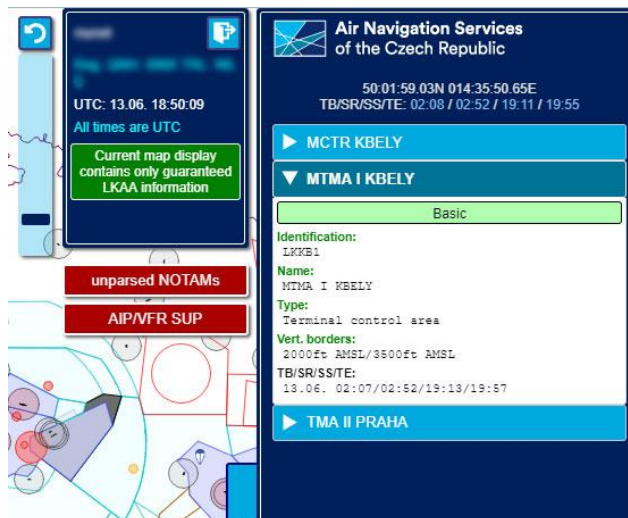 UTC: 13.06. 18:50:09
All times are UTC
Current map display
contains only guaranteed
LKAA information
unparsed NOTAMs
AIP/VFR SUP
Air Navigation Services
of the Czech Republic
50:01:59.03N 014:35:50.65E
TB/SR/SS/TE: 02:08 / 02:52 / 19:11 / 19:55
MCTR KBELY
MTMA I KBELY
Basic
Identification:
LKKB1
Name:
MTMA I KBELY
Type:
Terminal control area
Vert. borders:
2000ft AMSL/3500ft AMSL
TB/SR/SS/TE:
13.06. 02:07/02:52/19:13/19:57
TMA II PRAHA